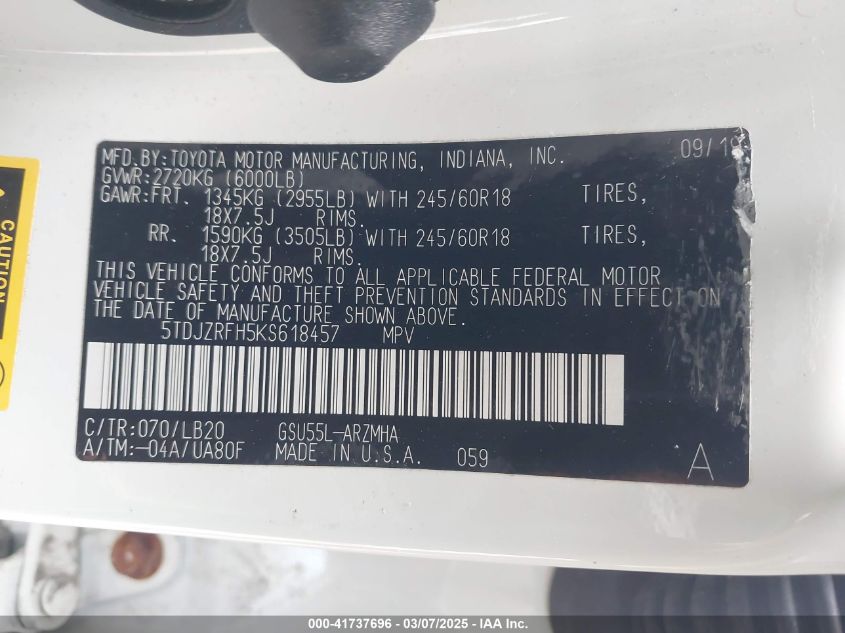 MFD.BY:TOYOTA MOTOR MANUFACTURING, INDIANA, INC. 09/18
GVWR:2720KG (6000LB)
GAWR:FRT. 1345KG (2955LB) WITH 245/60R18 TIRES,
18X7.5J RIMS.
RR. 1590KG (3505LB) WITH 245/60R18 TIRES,
18X7.5J RIMS.
THIS VEHICLE CONFORMS TO ALL APPLICABLE FEDERAL MOTOR
VEHICLE SAFETY AND THEFT PREVENTION STANDARDS IN EFFECT ON
THE DATE OF MANUFACTURE SHOWN ABOVE.
5TDJZRFH5KS618457 MPV
C/TR:070/LB20 GSU55L-ARZMHA
A/TM:-04A/UA80F MADE IN U.S.A. 059 A
CAUTION
000-41737696 - 03/07/2025 - IAA Inc.